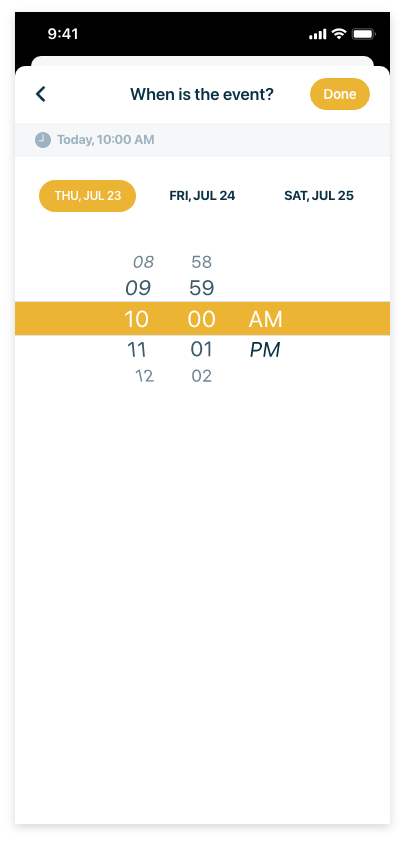 9:41
When is the event?
Done
Today, 10:00 AM
THU, JUL 23 FRI, JUL 24 SAT, JUL 25
08 58
09 59
10 00 AM
11 01 PM
12 02